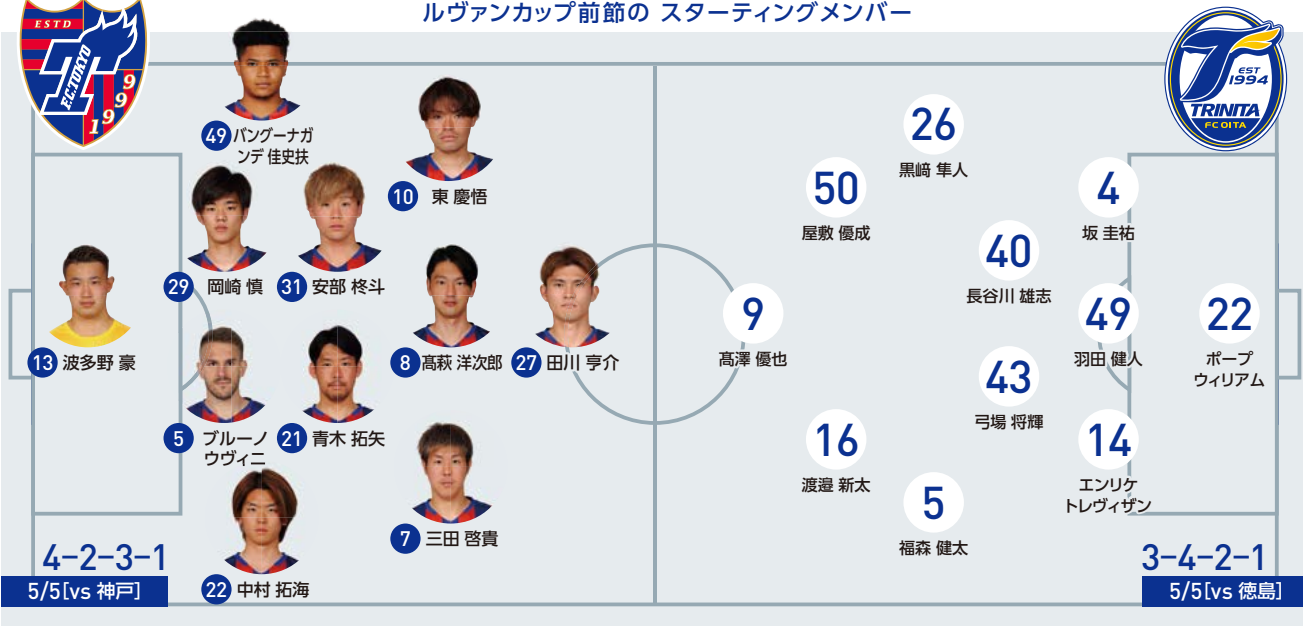 ルヴァンカップ前節の スターティングメンバー
ESTD
F.C.TOKYO
1999
EST
1994
TRINITA
FC OITA
49 バングーナガ
ンデ 佳史扶
10 東 慶悟
29 岡崎 慎
31 安部 柊斗
13 波多野 豪
8 髙萩 洋次郎
27 田川 亨介
5 ブルーノ
ウヴィニ
21 青木 拓矢
7 三田 啓貴
22 中村 拓海
4-2-3-1
5/5[vs 神戸]
26
黒﨑 隼人
50
屋敷 優成
4
坂 圭祐
40
長谷川 雄志
9
髙澤 優也
49
羽田 健人
22
ポープ
ウィリアム
43
弓場 将輝
16
渡邉 新太
14
エンリケ
トレヴィザン
5
福森 健太
3-4-2-1
5/5[vs 徳島]